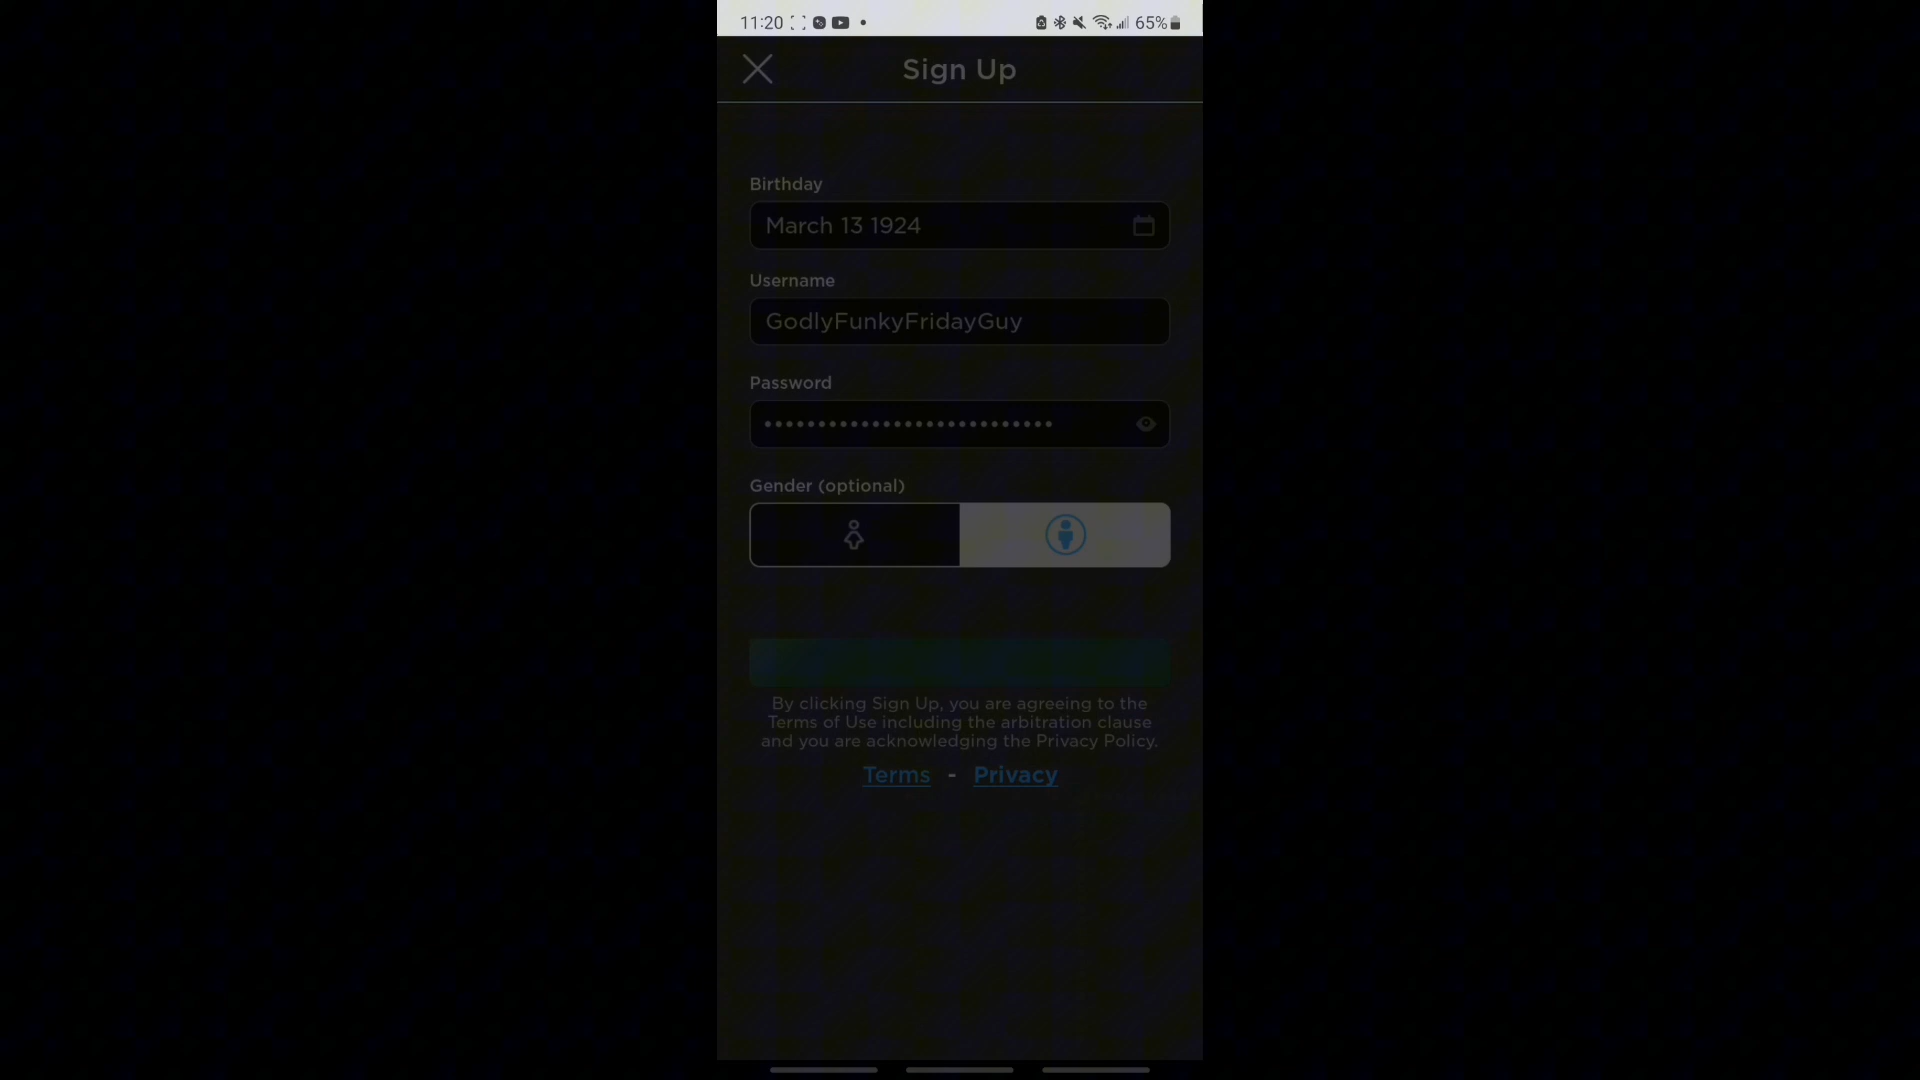 11:20 65%
Sign Up
Birthday
March 13 1924
Username
GodlyFunkyFridayGuy
Password
•••••••••••••••••••••••••••
Gender (optional)
By clicking Sign Up, you are agreeing to the
Terms of Use including the arbitration clause
and you are acknowledging the Privacy Policy.
Terms - Privacy